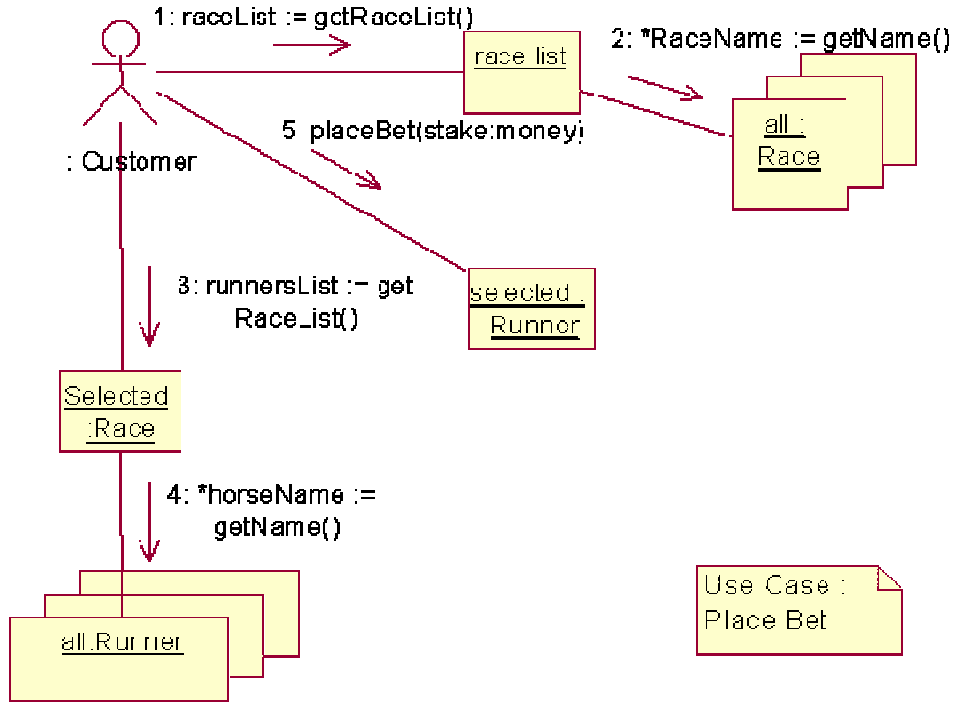 1: raceList := getRaceList()
2: *RaceName := getName()
race list
all :
Race
5 placeBet(stake:money)
: Customer
3: runnersList := get
RaceList()
selected :
Runner
Selected
:Race
4: *horseName :=
getName()
all:Runner
Use Case :
Place Bet